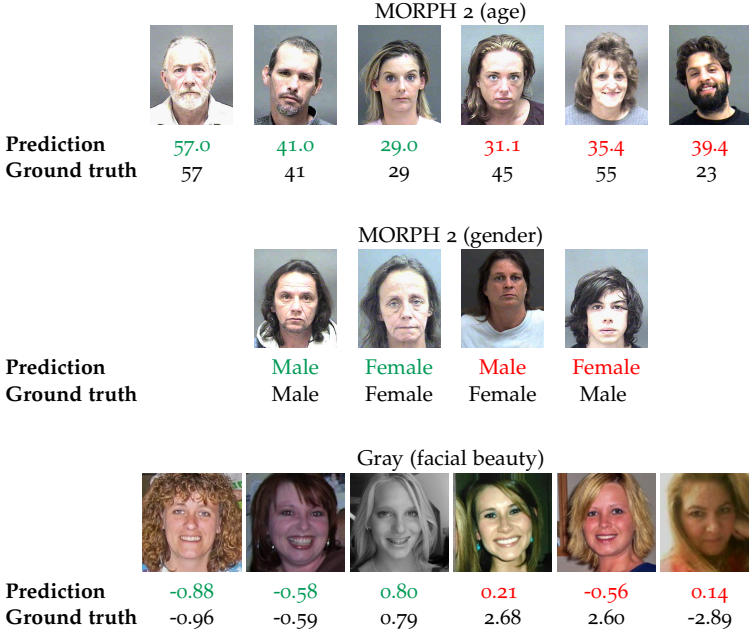 MORPH 2 (age)
Prediction 57.0 41.0 29.0 31.1 35.4 39.4
Ground truth 57 41 29 45 55 23
MORPH 2 (gender)
Prediction Male Female Male Female
Ground truth Male Female Female Male
Gray (facial beauty)
Prediction -0.88 -0.58 0.80 0.21 -0.56 0.14
Ground truth -0.96 -0.59 0.79 2.68 2.60 -2.89